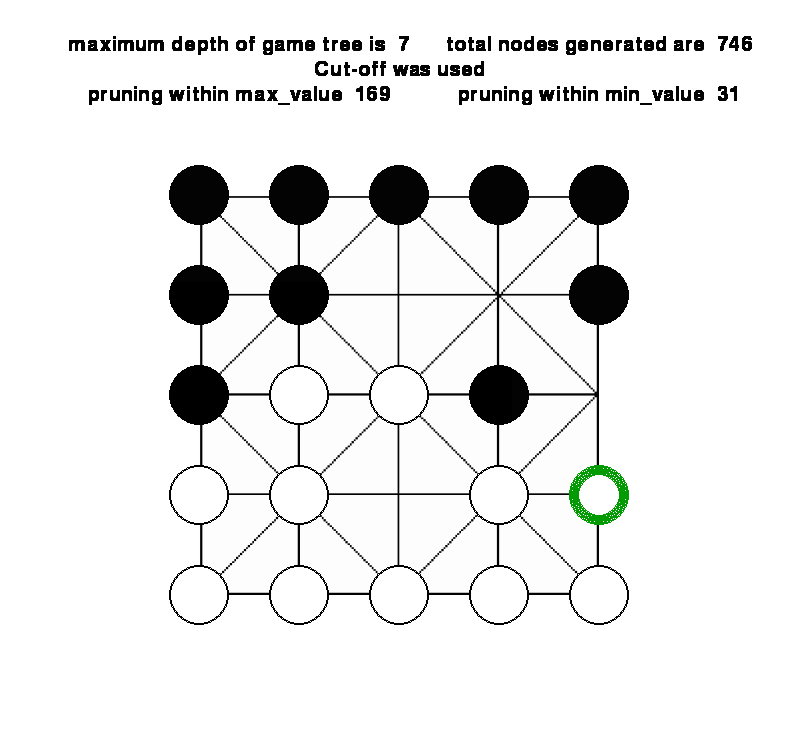 maximum depth of game tree is 7 total nodes generated are 746
Cut-off was used
pruning within max_value 169 pruning within min_value 31